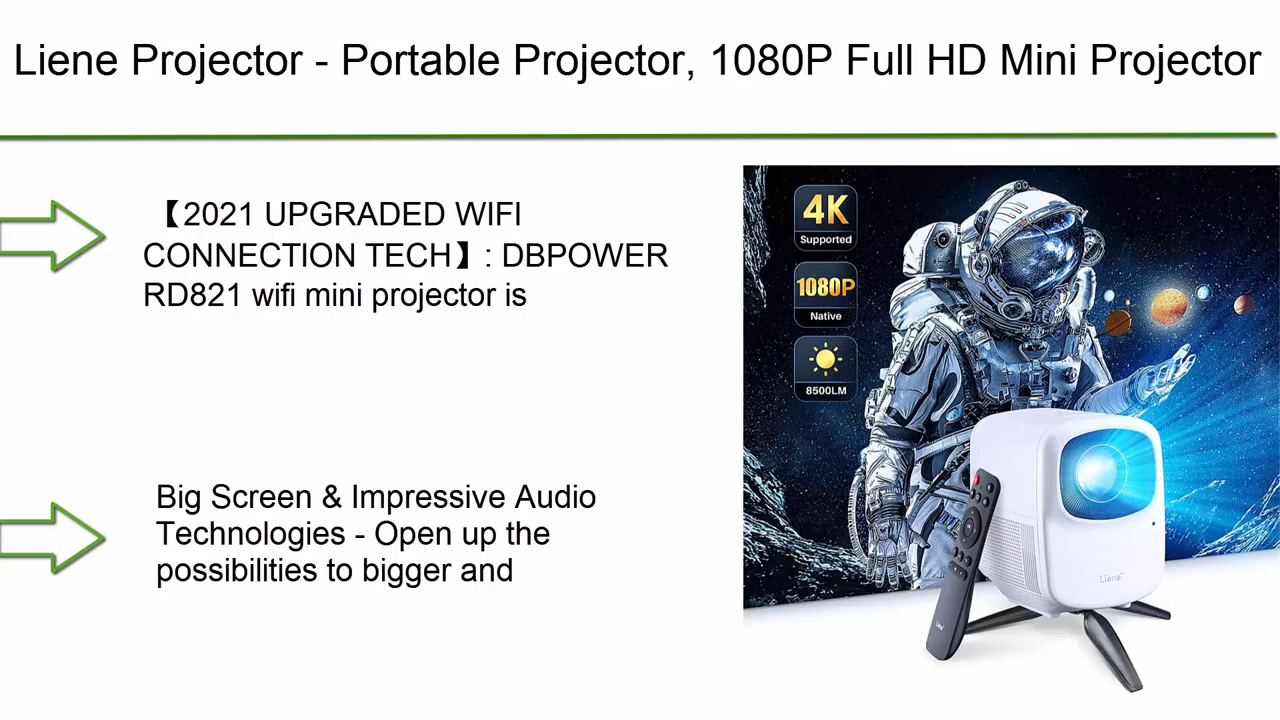 Liene Projector - Portable Projector, 1080P Full HD Mini Projector
【2021 UPGRADED WIFI
CONNECTION TECH】: DBPOWER
RD821 wifi mini projector is
Big Screen & Impressive Audio
Technologies - Open up the
possibilities to bigger and
4K
Supported
1080P
Native
8500LM
Liene™
Liene